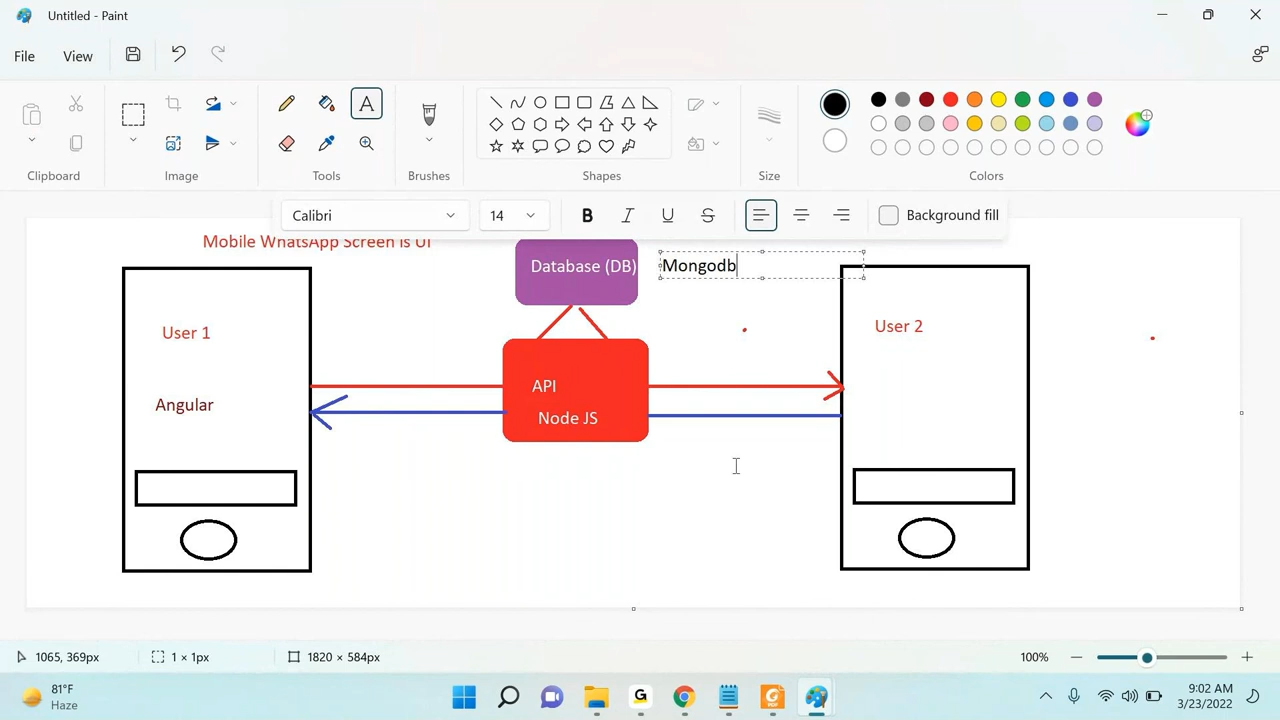 Untitled - Paint
File
View
Clipboard
Image
Tools
Brushes
Shapes
Size
Colors
Calibri
14
B
I
U
S
Background fill
Mobile WhatsApp Screen is UI
Database (DB)
Mongodb
User 1
User 2
API
Angular
Node JS
1065, 369px
1 × 1px
1820 × 584px
100%
81°F
Haze
9:02 AM
3/23/2022